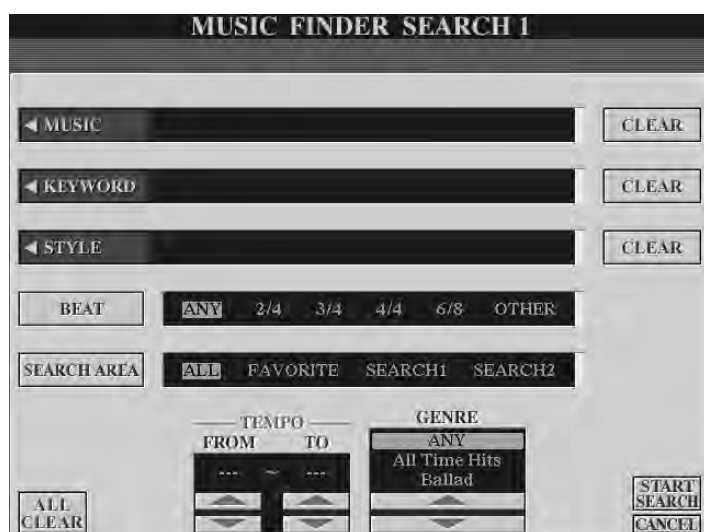 MUSIC FINDER SEARCH 1
MUSIC CLEAR
KEYWORD CLEAR
STYLE CLEAR
BEAT ANY 2/4 3/4 4/4 6/8 OTHER
SEARCH AREA ALL FAVORITE SEARCH1 SEARCH2
TEMPO GENRE
FROM TO ANY
--- ~ --- All Time Hits
Ballad
ALL
CLEAR
START
SEARCH
CANCEL